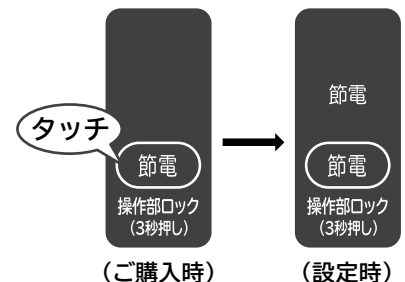 タッチ
節電
操作部ロック
(3秒押し)
(ご購入時)
節電
節電
操作部ロック
(3秒押し)
(設定時)